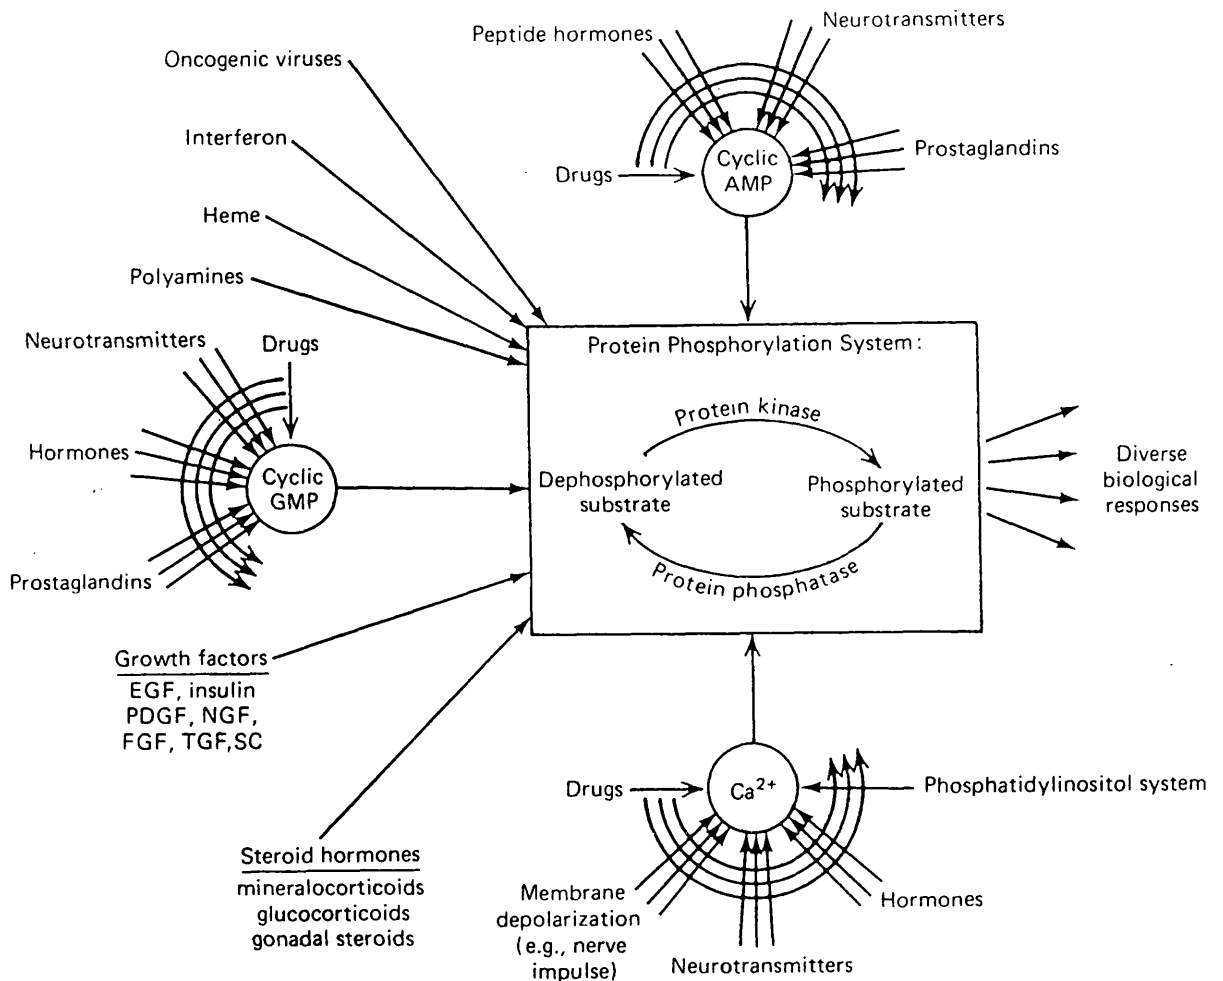 Peptide hormones
Neurotransmitters
Oncogenic viruses
Interferon
Heme
Polyamines
Drugs
Cyclic
AMP
Prostaglandins
Neurotransmitters
Drugs
Hormones
Cyclic
GMP
Prostaglandins
Protein Phosphorylation System:
Protein kinase
Dephosphorylated
substrate
Phosphorylated
substrate
Protein phosphatase
Diverse
biological
responses
Growth factors
EGF, insulin
PDGF, NGF,
FGF, TGF,SC
Steroid hormones
mineralocorticoids
glucocorticoids
gonadal steroids
Drugs
Ca²⁺
Phosphatidylinositol system
Membrane
depolarization
(e.g., nerve
impulse)
Neurotransmitters
Hormones